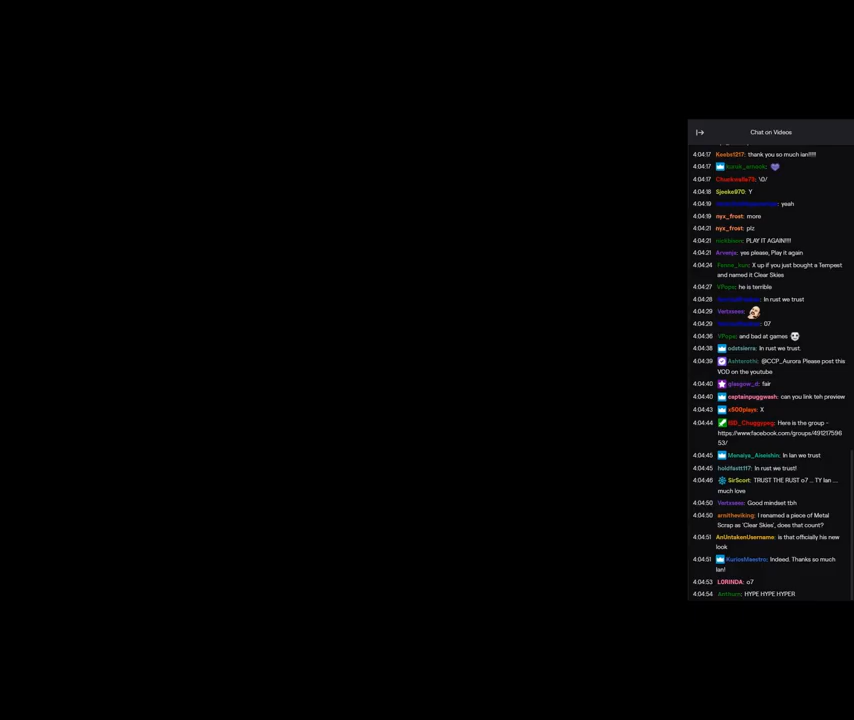 Chat on Videos
4:04:17 Keebs1217: thank you so much ian!!!!!
4:04:17
4:04:17 \O/
4:04:18 Sjeeke970: Y
4:04:19 : yeah
4:04:19 nyx_frost: more
4:04:21 nyx_frost: plz
4:04:21 PLAY IT AGAIN!!!!
4:04:21 yes please, Play it again
4:04:24 X up if you just bought a Tempest
and named it Clear Skies
4:04:27 VPope: he is terrible
4:04:28 : In rust we trust
4:04:29
4:04:29 : 07
4:04:36 VPope: and bad at games
4:04:38 odstsierra: In rust we trust.
4:04:39 @CCP_Aurora Please post this
VOD on the youtube
4:04:40 glasgow_d: fair
4:04:40 captainpuggwash: can you link teh preview
4:04:43 x500playx: X
4:04:44 Here is the group -
https://www.facebook.com/groups/491217596
53/
4:04:45 In Ian we trust
4:04:45 holdfastt117: In rust we trust!
4:04:46 SirScort: TRUST THE RUST o7 ... TY Ian ....
much love
4:04:50 Good mindset tbh
4:04:50 arnitheviking: I renamed a piece of Metal
Scrap as 'Clear Skies', does that count?
4:04:51 AnUntakenUsername: is that officially his new
look
4:04:51 KuriusMaestro: Indeed. Thanks so much
Ian!
4:04:53 L0RINDA: o7
4:04:54 HYPE HYPE HYPER